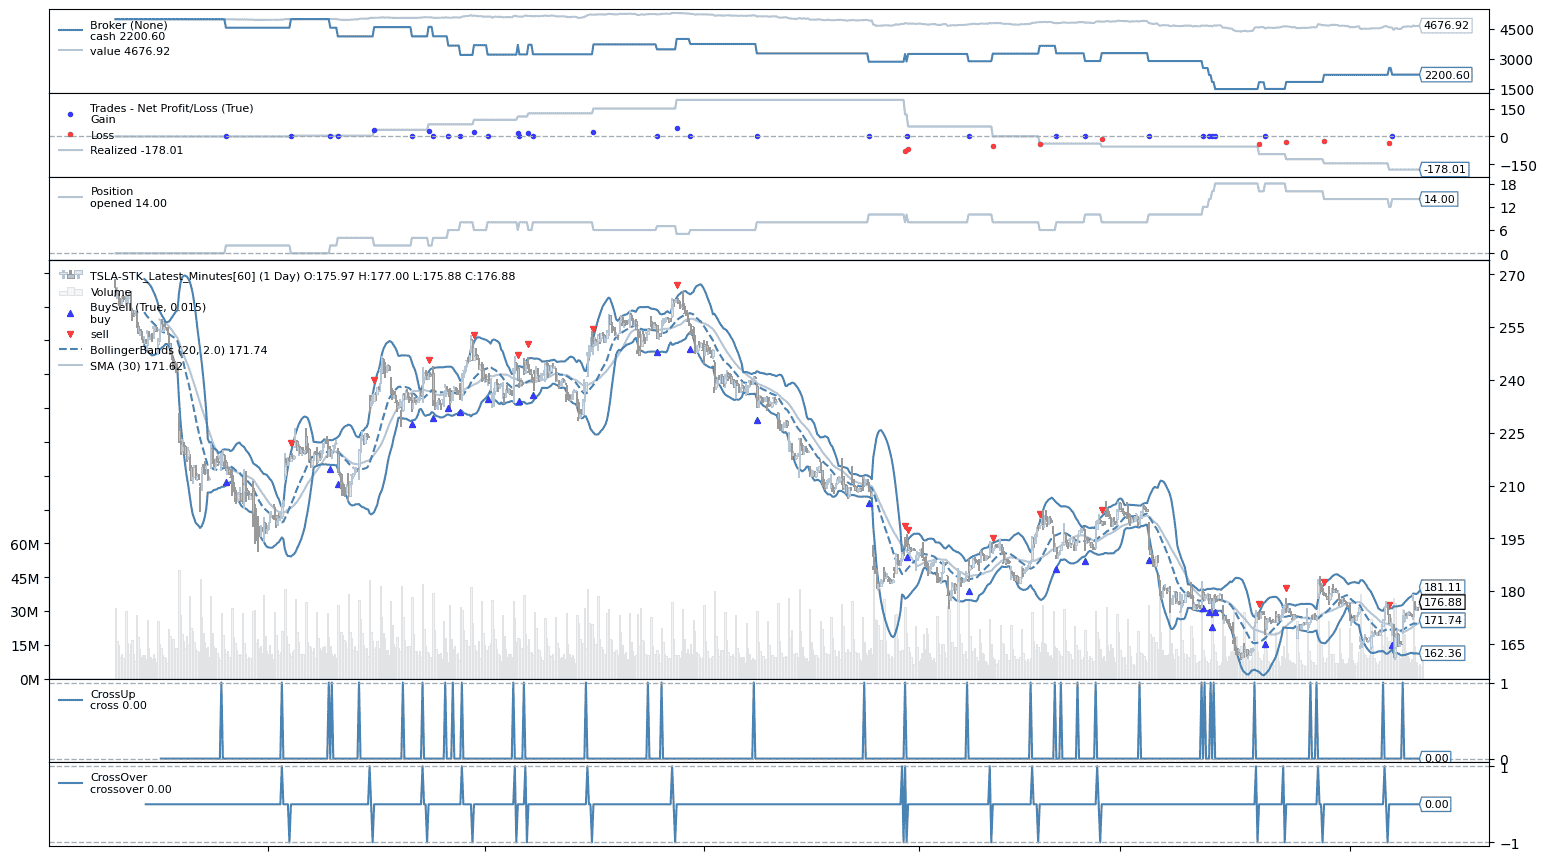 Broker (None)
cash 2200.60
value 4676.92
4676.92
2200.60
4500
3000
1500
Trades - Net Profit/Loss (True)
Gain
Loss
Realized -178.01
-178.01
150
0
−150
Position
opened 14.00
14.00
18
12
6
0
TSLA-STK_Latest_Minutes[60] (1 Day) O:175.97 H:177.00 L:175.88 C:176.88
Volume
BuySell (True, 0.015)
buy
sell
BollingerBands (20, 2.0) 171.74
SMA (30) 171.62
60M
45M
30M
15M
0M
270
255
240
225
210
195
180
165
181.11
176.88
171.74
162.36
CrossUp
cross 0.00
0.00
1
0
CrossOver
crossover 0.00
0.00
1
−1